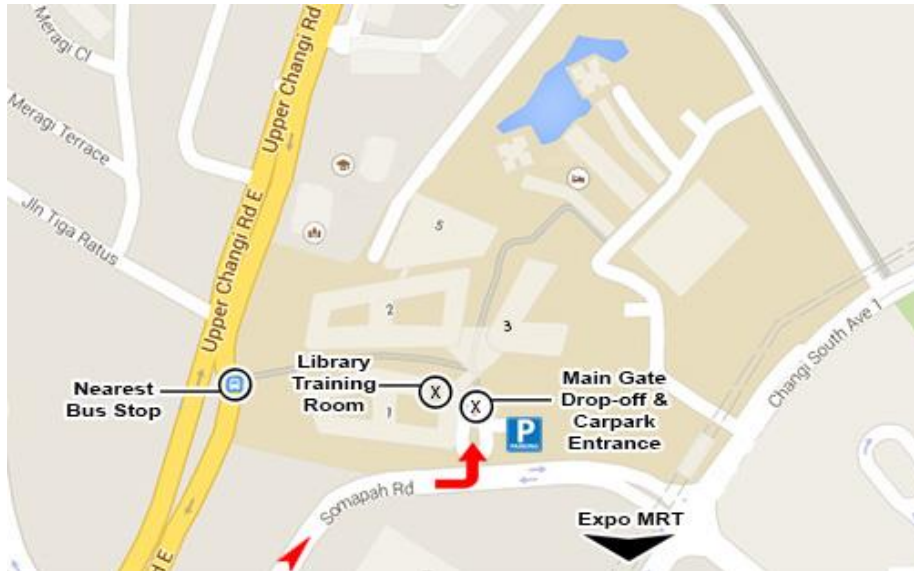 Meragi Cl
Upper Changi Rd
Meragi Terrace
Jln Tiga Ratus
Upper Changi Rd E
5
2
3
1
Nearest
Bus Stop
Library
Training
Room
X
X
Main Gate
Drop-off &
Carpark
Entrance
P
PARKING
Changi South Ave 1
Somapah Rd
Expo MRT
d E